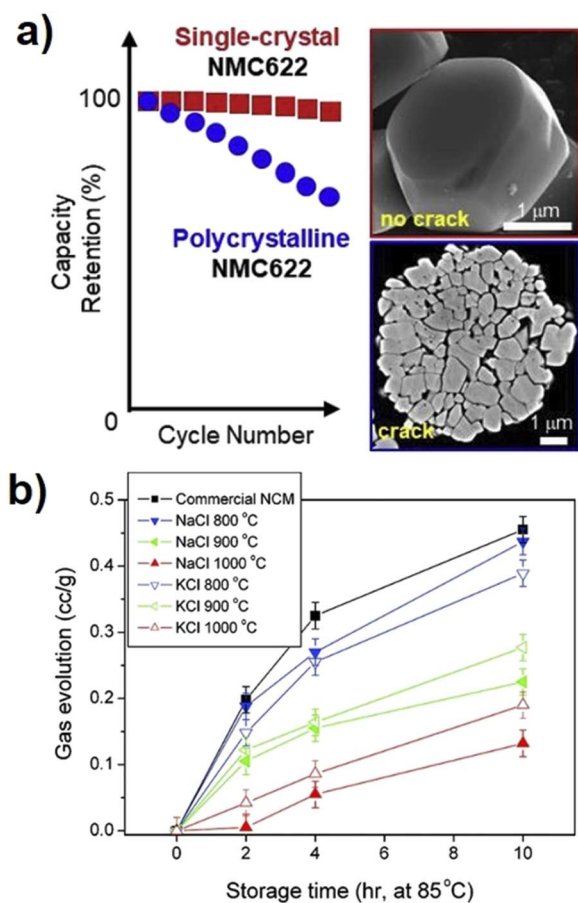 a)
Single-crystal
NMC622
100
Capacity
Retention (%)
Polycrystalline
NMC622
0
Cycle Number
no crack
1 μm
crack
1 μm
b)
Gas evolution (cc/g)
0.5
0.4
0.3
0.2
0.1
0.0
Commercial NCM
NaCl 800 °C
NaCl 900 °C
NaCl 1000 °C
KCl 800 °C
KCl 900 °C
KCl 1000 °C
0 2 4 6 8 10
Storage time (hr, at 85°C)